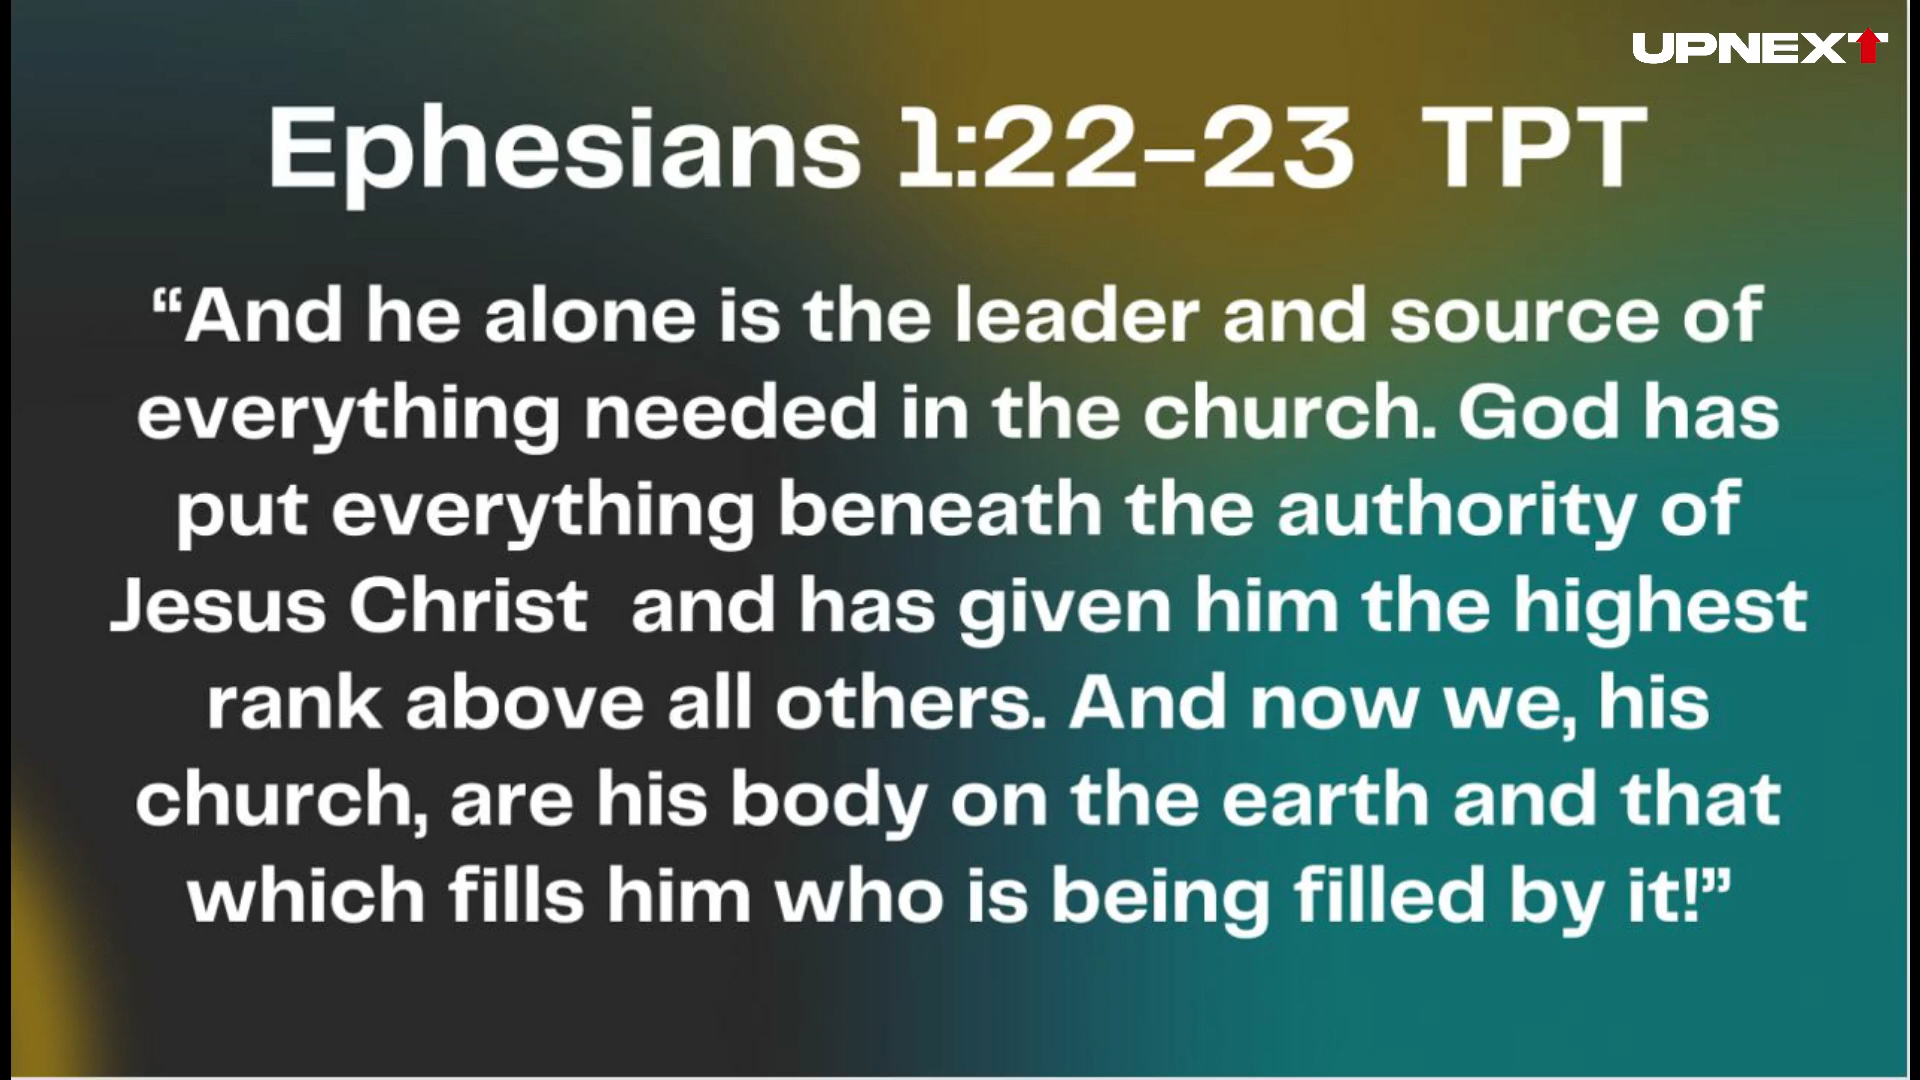 UPNEXT
Ephesians 1:22-23  TPT
“And he alone is the leader and source of
everything needed in the church. God has
put everything beneath the authority of
Jesus Christ  and has given him the highest
rank above all others. And now we, his
church, are his body on the earth and that
which fills him who is being filled by it!”